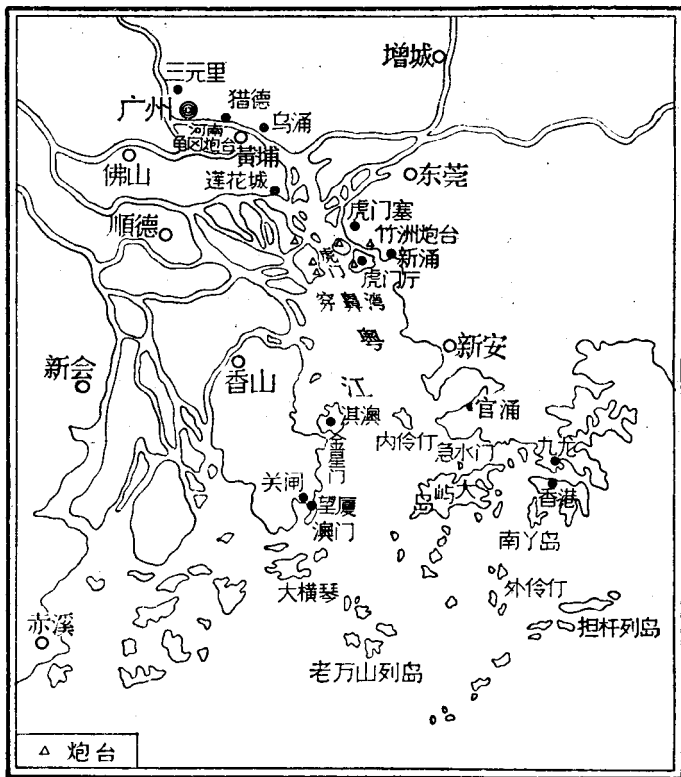 增城
三元里
广州
猎德
乌涌
河南
龟冈炮台
黃埔
佛山
莲花城
东莞
順德
虎门塞
竹洲炮台
新涌
虎门
虎门厅
穿鼻湾
粤江
新安
新会
香山
淇澳
官涌
内伶仃
急水门
九龙
金星门
关闸
望厦
澳门
大屿岛
香港
南丫岛
大横琴
外伶仃
担杆列岛
赤溪
老万山列岛
△ 炮台